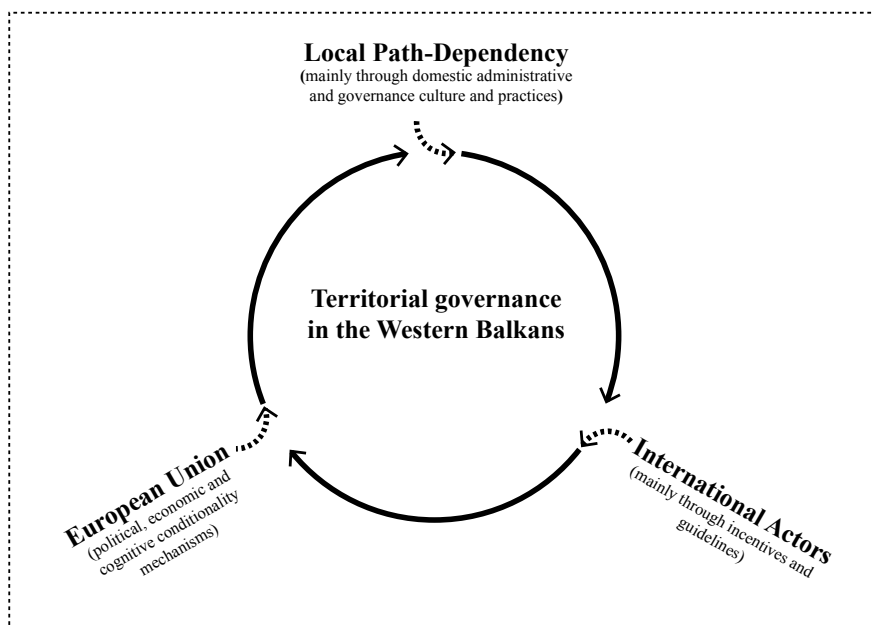 Local Path-Dependency
(mainly through domestic administrative
and governance culture and practices)
Territorial governance
in the Western Balkans
European Union
(political, economic and
cognitive conditionality
mechanisms)
International Actors
(mainly through incentives and
guidelines)